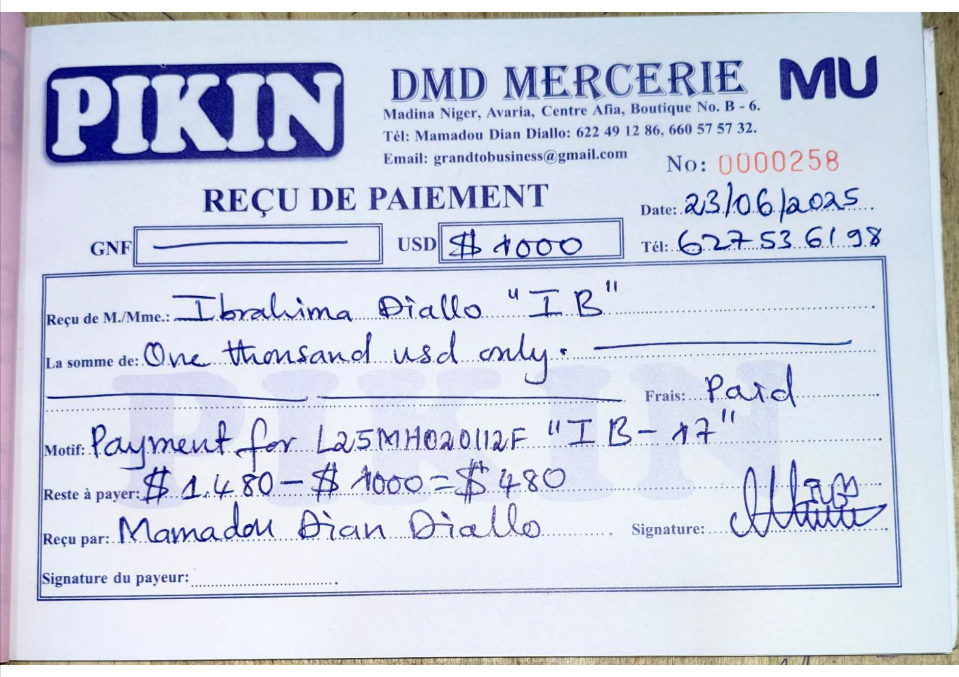 PIKIN
DMD MERCERIE MU
Madina Niger, Avaria, Centre Afia, Boutique No. B - 6.
Tél: Mamadou Dian Diallo: 622 49 12 86, 660 57 57 32.
Email: grandtobusiness@gmail.com
No: 0000258
REÇU DE PAIEMENT
Date: 23/06/2025
GNF USD $ 1000
Tél: 627 53 61 98
Reçu de M./Mme.: Ibrahima Diallo "IB"
La somme de: One thousand usd only.
Frais: Paid
Motif: Payment for L25MH020112F "IB-17"
Reste à payer: $ 1.480 - $ 1000 = $ 480
Reçu par: Mamadou Dian Diallo Signature:
Signature du payeur:
PIKIN